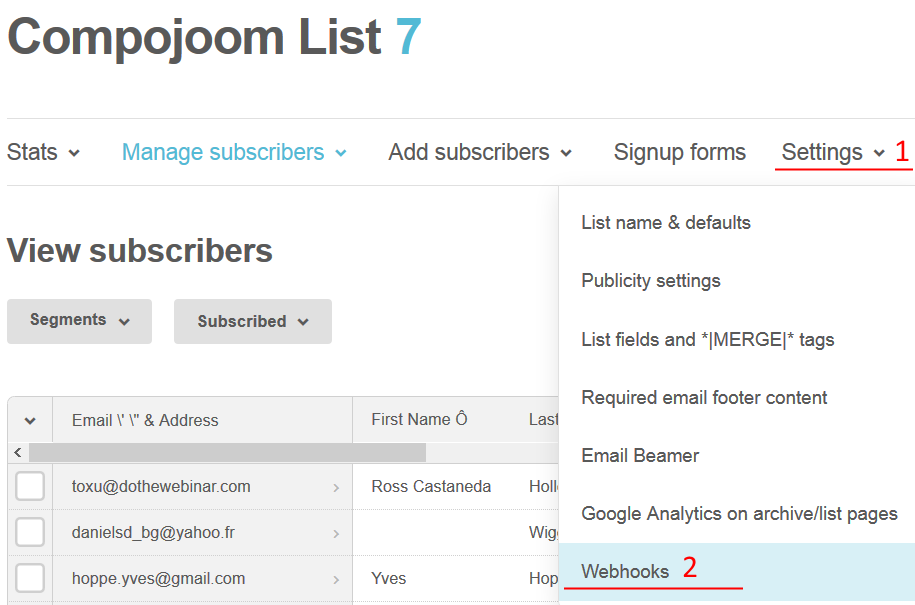 Compojoom List 7
Stats Manage subscribers Add subscribers Signup forms Settings 1
List name & defaults
View subscribers
Publicity settings
Segments Subscribed
List fields and *|MERGE|* tags
Required email footer content
Email \' \" & Address First Name Ô Last
Email Beamer
toxu@dothewebinar.com Ross Castaneda Holl
Google Analytics on archive/list pages
danielsd_bg@yahoo.fr Wig
Webhooks 2
hoppe.yves@gmail.com Yves Hop